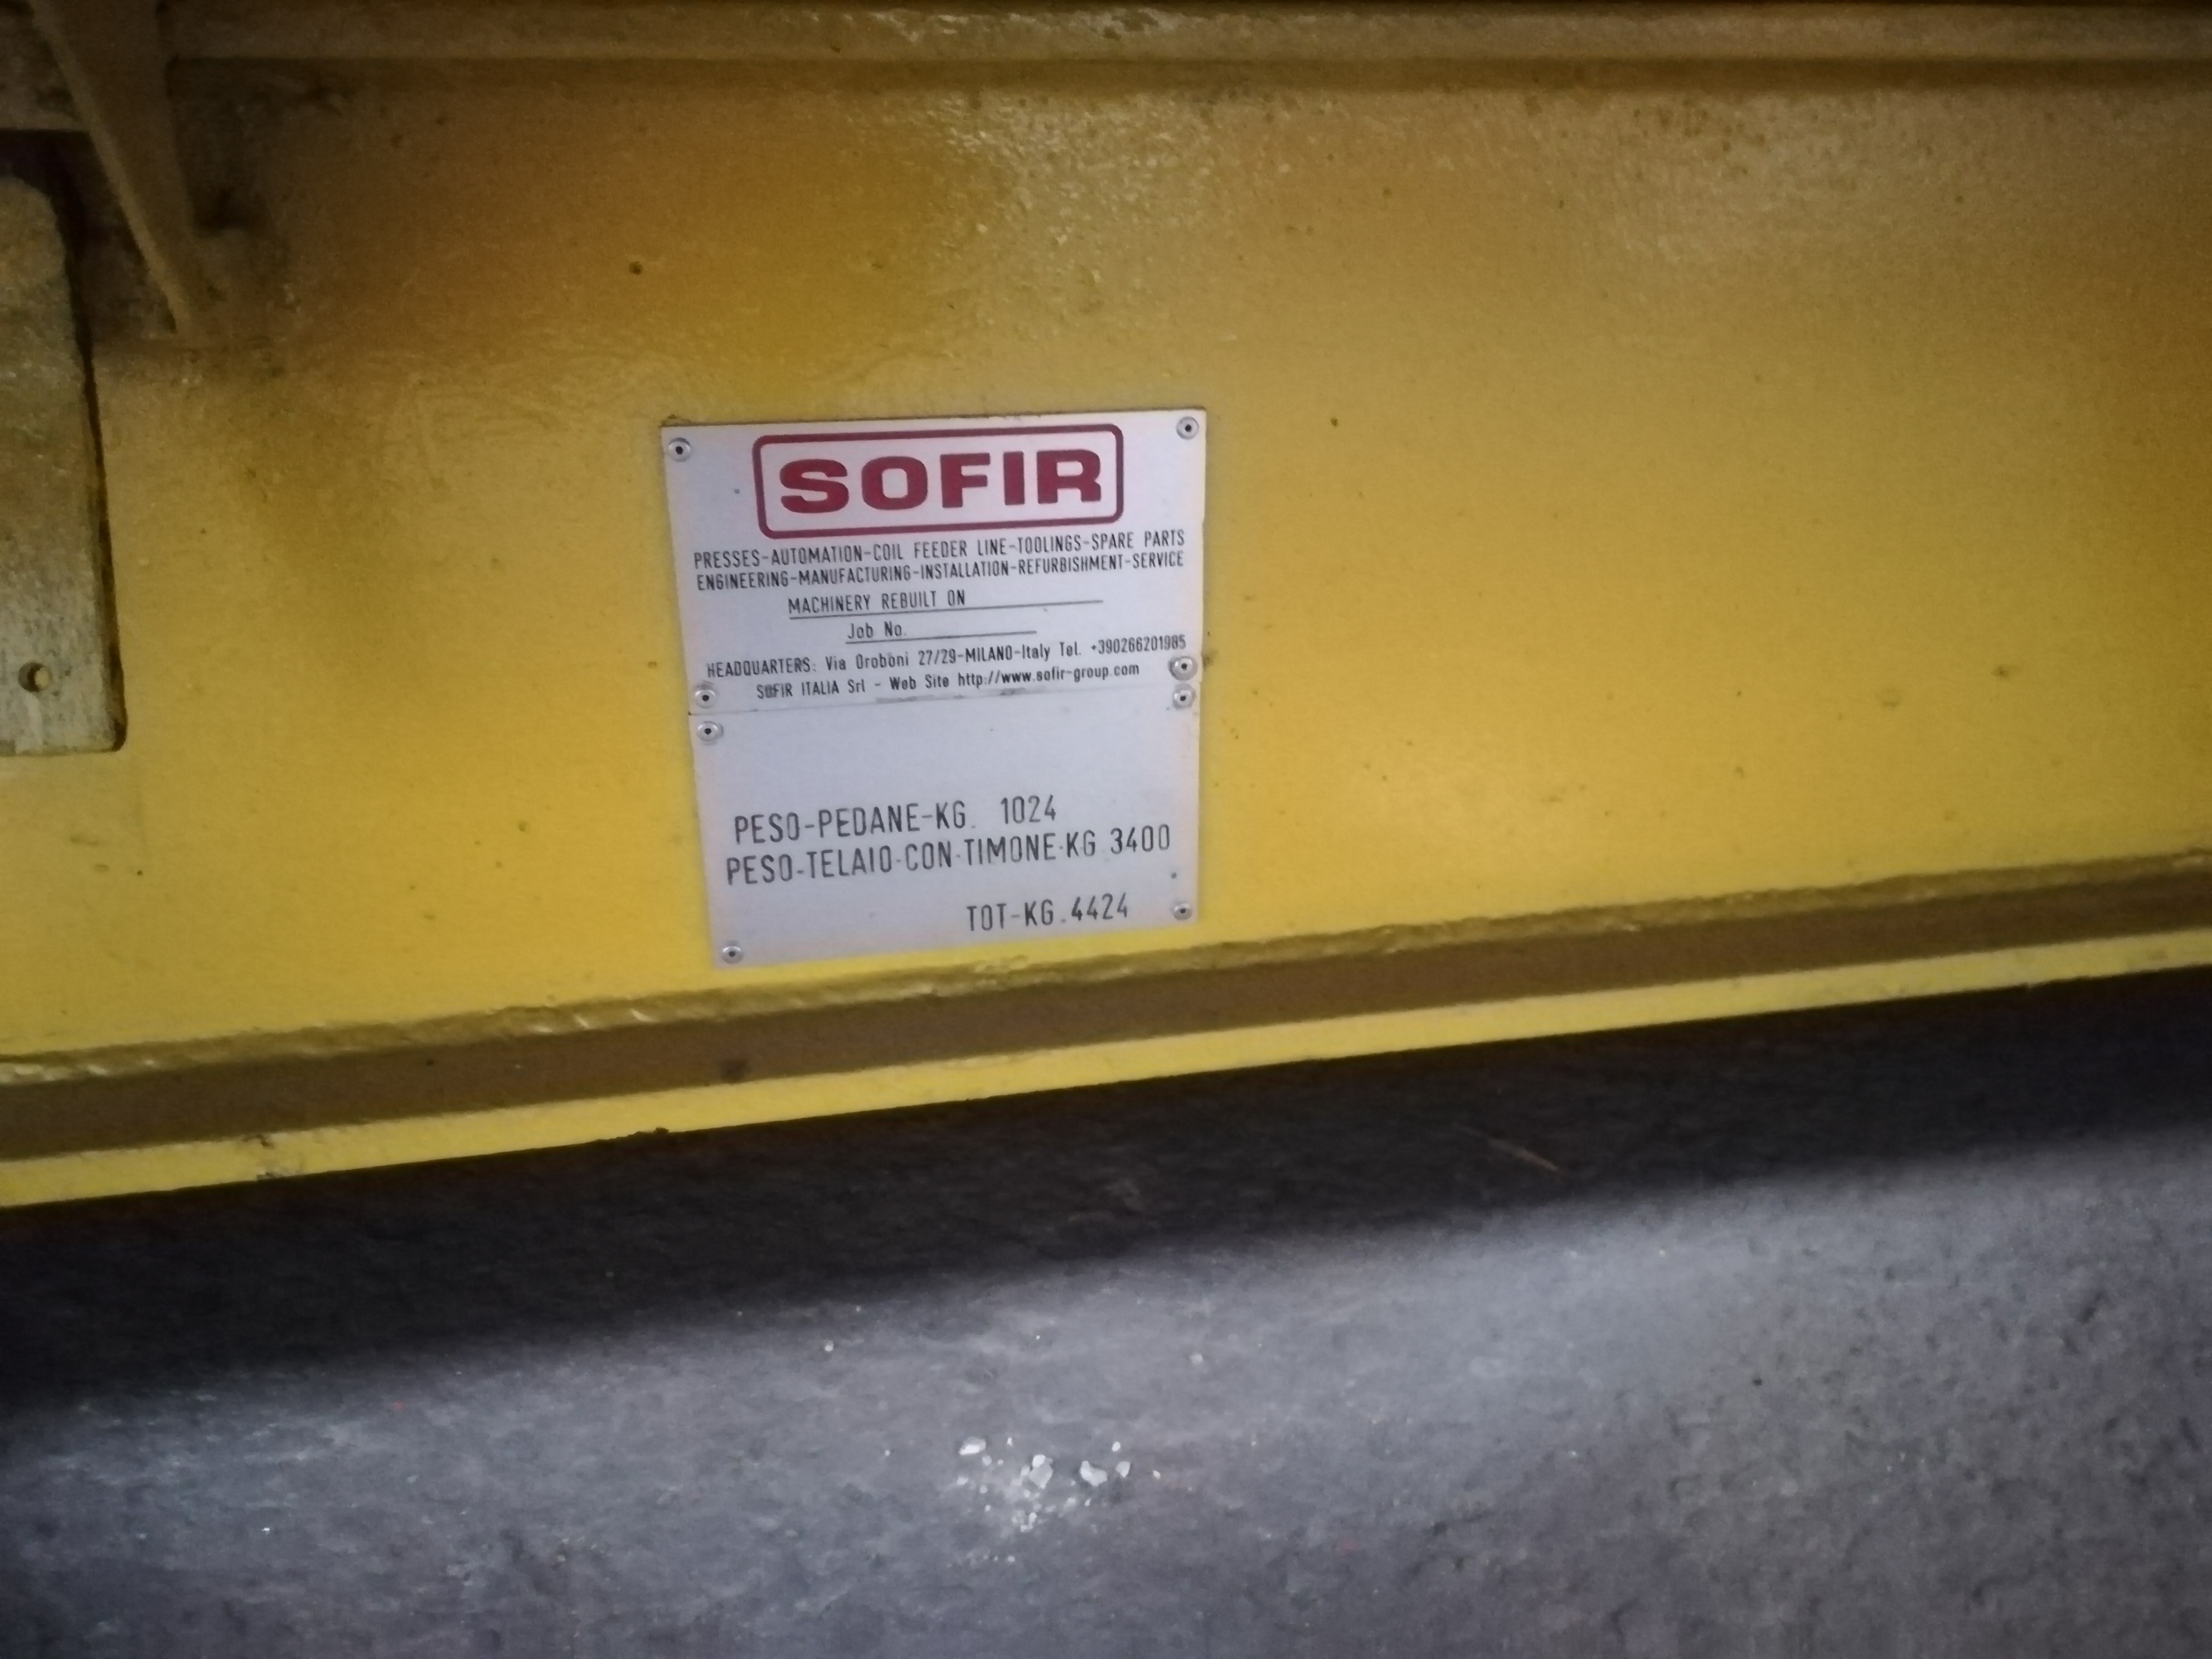 SOFIR
PRESSES-AUTOMATION-COIL FEEDER LINE-TOOLINGS-SPARE PARTS
ENGINEERING-MANUFACTURING-INSTALLATION-REFURBISHMENT-SERVICE
MACHINERY REBUILT ON
Job No.
HEADQUARTERS: Via Oroboni 27/29-MILANO-Italy Tel. +390266201985
SOFIR ITALIA Srl - Web Site http://www.sofir-group.com
PESO-PEDANE-KG. 1024
PESO-TELAIO-CON-TIMONE-KG 3400
TOT-KG.4424